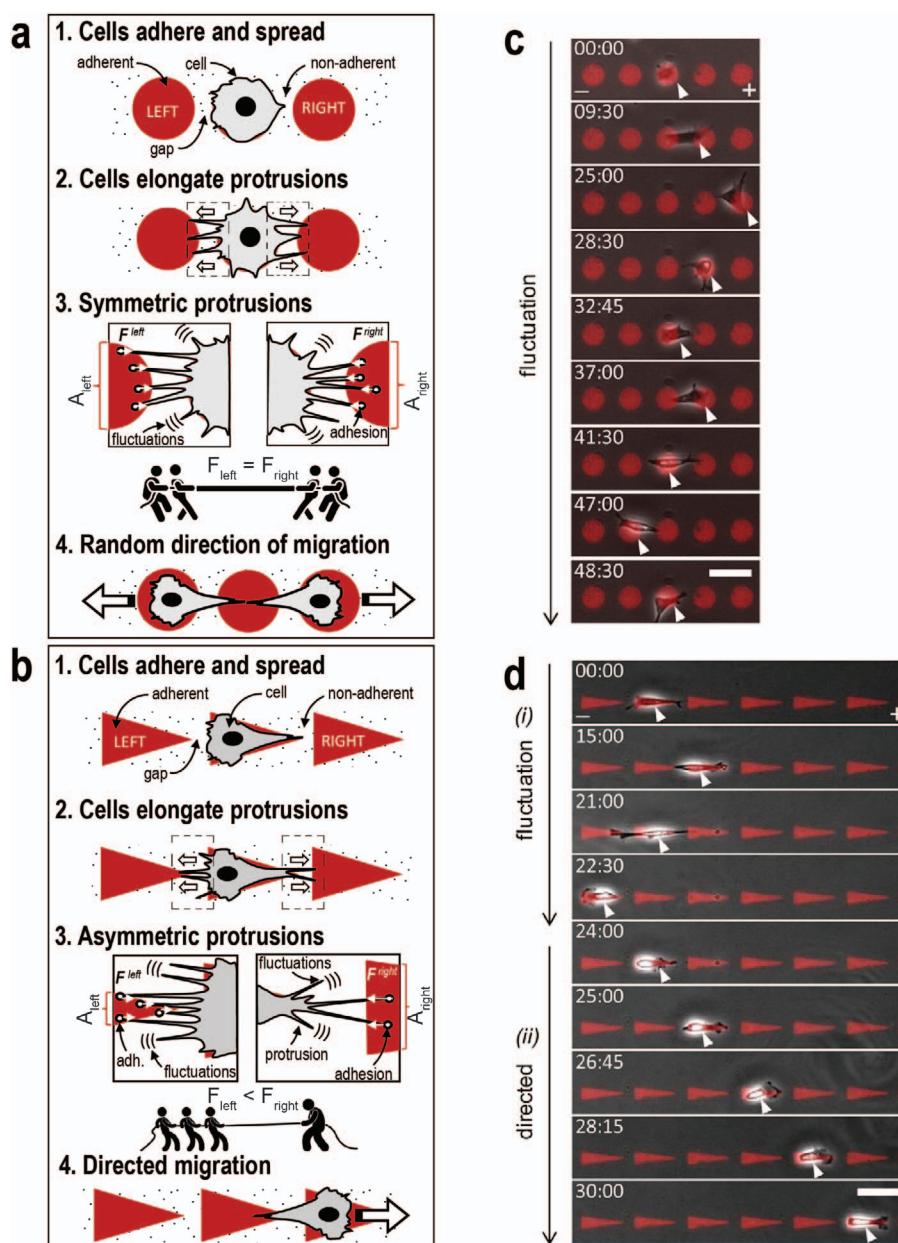 a
1. Cells adhere and spread
adherent
cell
non-adherent
LEFT
RIGHT
gap
2. Cells elongate protrusions
3. Symmetric protrusions
F left
F right
A left
A right
fluctuations
adhesion
F left = F right
4. Random direction of migration
b
1. Cells adhere and spread
adherent
cell
non-adherent
LEFT
RIGHT
gap
2. Cells elongate protrusions
3. Asymmetric protrusions
F left
fluctuations
F right
A left
A right
adh.
fluctuations
protrusion
adhesion
F left < F right
4. Directed migration
c
fluctuation
00:00
– +
09:30
25:00
28:30
32:45
37:00
41:30
47:00
48:30
d
(i)
fluctuation
(ii)
directed
00:00
– +
15:00
21:00
22:30
24:00
25:00
26:45
28:15
30:00